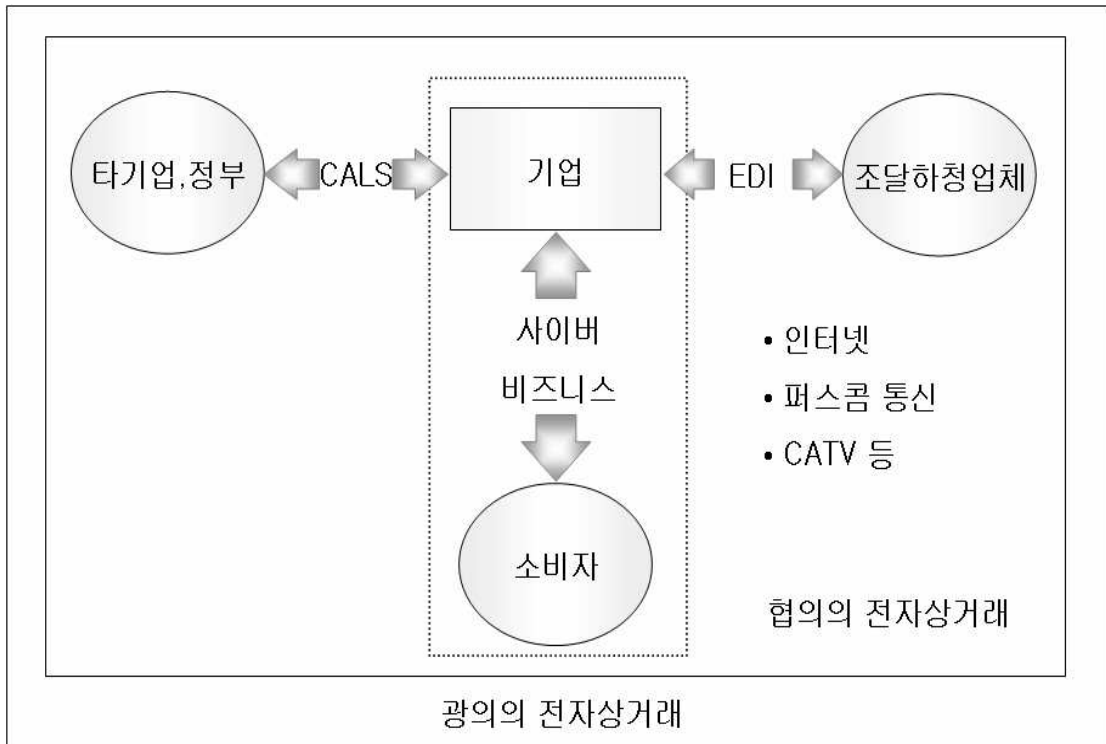 타기업,정부
CALS
기업
EDI
조달하청업체
사이버
비즈니스
• 인터넷
• 퍼스콤 통신
• CATV 등
소비자
협의의 전자상거래
광의의 전자상거래